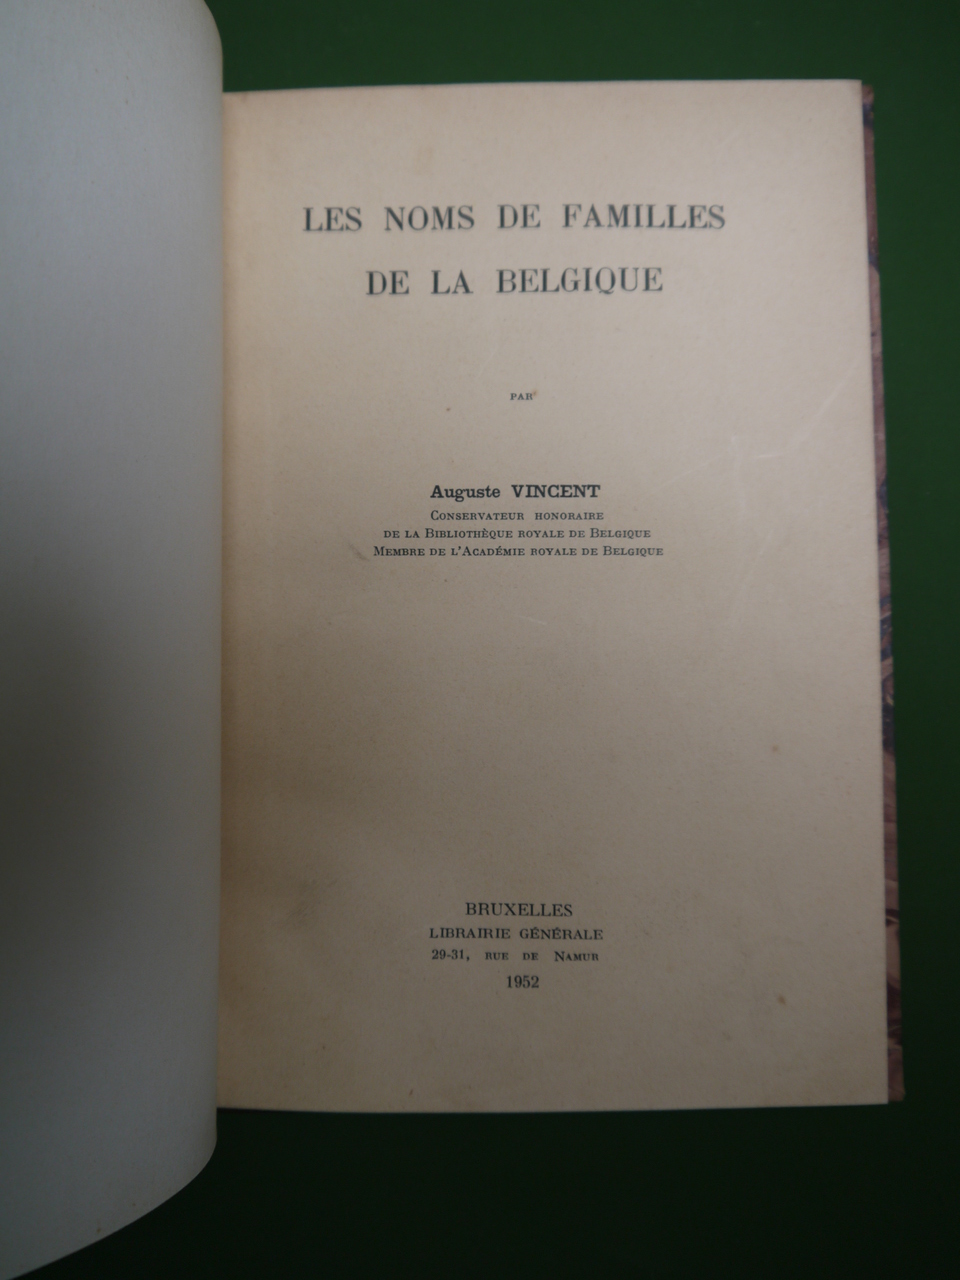 LES NOMS DE FAMILLES
DE LA BELGIQUE
PAR
Auguste VINCENT
CONSERVATEUR HONORAIRE
DE LA BIBLIOTHÈQUE ROYALE DE BELGIQUE
MEMBRE DE L'ACADÉMIE ROYALE DE BELGIQUE
BRUXELLES
LIBRAIRIE GÉNÉRALE
29-31, RUE DE NAMUR
1952